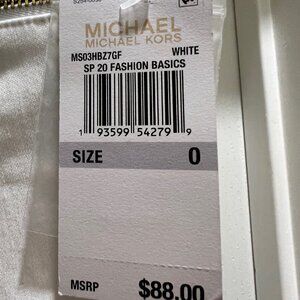 MICHAEL
MICHAEL KORS
MS03HBZ7GF WHITE
SP 20 FASHION BASICS
1 93599 54279 9
SIZE 0
MSRP $88.00